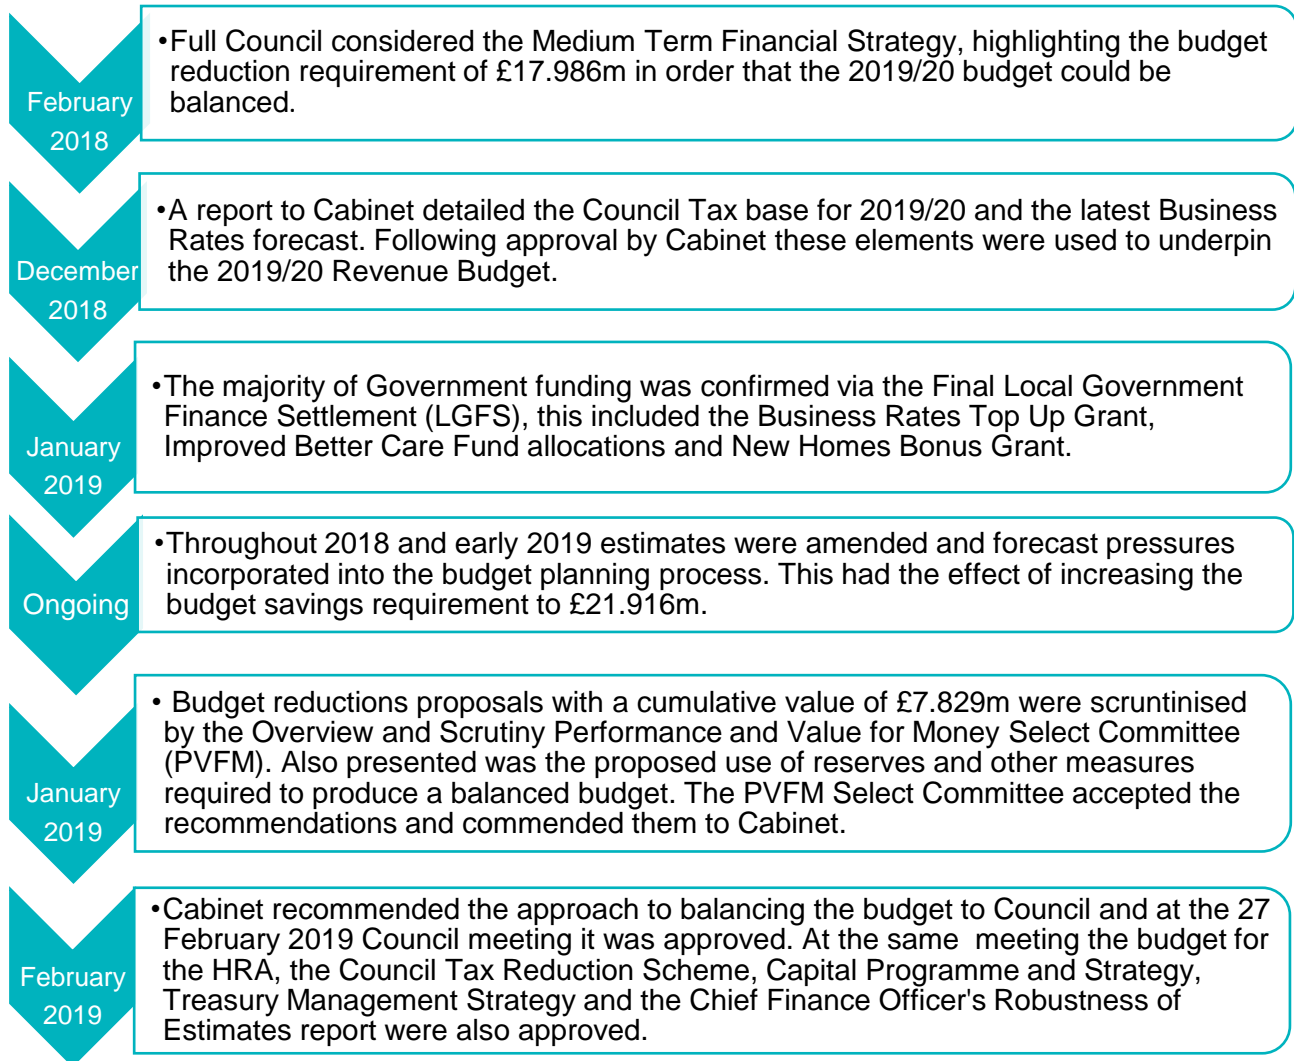 February
2018
•Full Council considered the Medium Term Financial Strategy, highlighting the budget
reduction requirement of £17.986m in order that the 2019/20 budget could be
balanced.
December
2018
•A report to Cabinet detailed the Council Tax base for 2019/20 and the latest Business
Rates forecast. Following approval by Cabinet these elements were used to underpin
the 2019/20 Revenue Budget.
January
2019
•The majority of Government funding was confirmed via the Final Local Government
Finance Settlement (LGFS), this included the Business Rates Top Up Grant,
Improved Better Care Fund allocations and New Homes Bonus Grant.
Ongoing
•Throughout 2018 and early 2019 estimates were amended and forecast pressures
incorporated into the budget planning process. This had the effect of increasing the
budget savings requirement to £21.916m.
January
2019
• Budget reductions proposals with a cumulative value of £7.829m were scruntinised
by the Overview and Scrutiny Performance and Value for Money Select Committee
(PVFM). Also presented was the proposed use of reserves and other measures
required to produce a balanced budget. The PVFM Select Committee accepted the
recommendations and commended them to Cabinet.
February
2019
•Cabinet recommended the approach to balancing the budget to Council and at the 27
February 2019 Council meeting it was approved. At the same  meeting the budget for
the HRA, the Council Tax Reduction Scheme, Capital Programme and Strategy,
Treasury Management Strategy and the Chief Finance Officer's Robustness of
Estimates report were also approved.